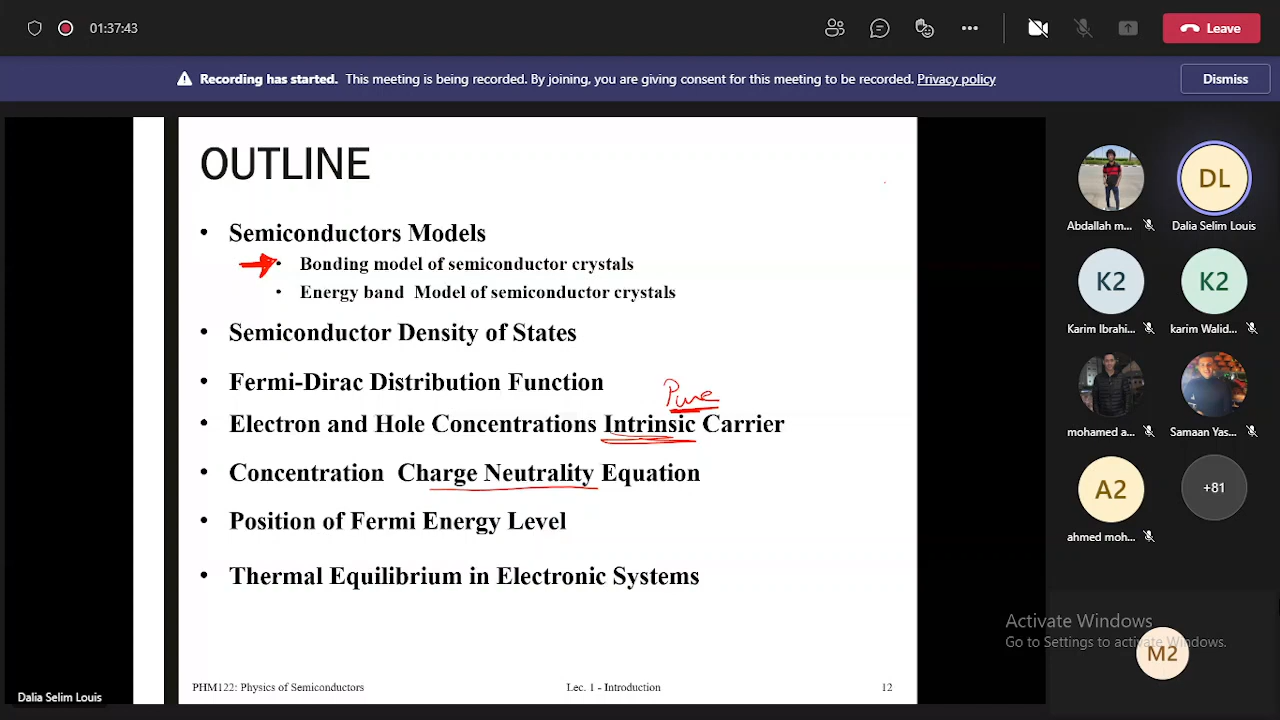 01:37:43
Leave
Recording has started. This meeting is being recorded. By joining, you are giving consent for this meeting to be recorded. Privacy policy
Dismiss
OUTLINE
• Semiconductors Models
• Bonding model of semiconductor crystals
• Energy band Model of semiconductor crystals
• Semiconductor Density of States
• Fermi-Dirac Distribution Function
Pure
• Electron and Hole Concentrations Intrinsic Carrier
• Concentration Charge Neutrality Equation
• Position of Fermi Energy Level
• Thermal Equilibrium in Electronic Systems
PHM122: Physics of Semiconductors
Lec. 1 - Introduction
12
Dalia Selim Louis
Abdallah m...
DL
Dalia Selim Louis
K2
Karim Ibrahi...
K2
karim Walid...
mohamed a...
Samaan Yas...
A2
ahmed moh...
+81
Activate Windows
Go to Settings to activate Windows.
M2